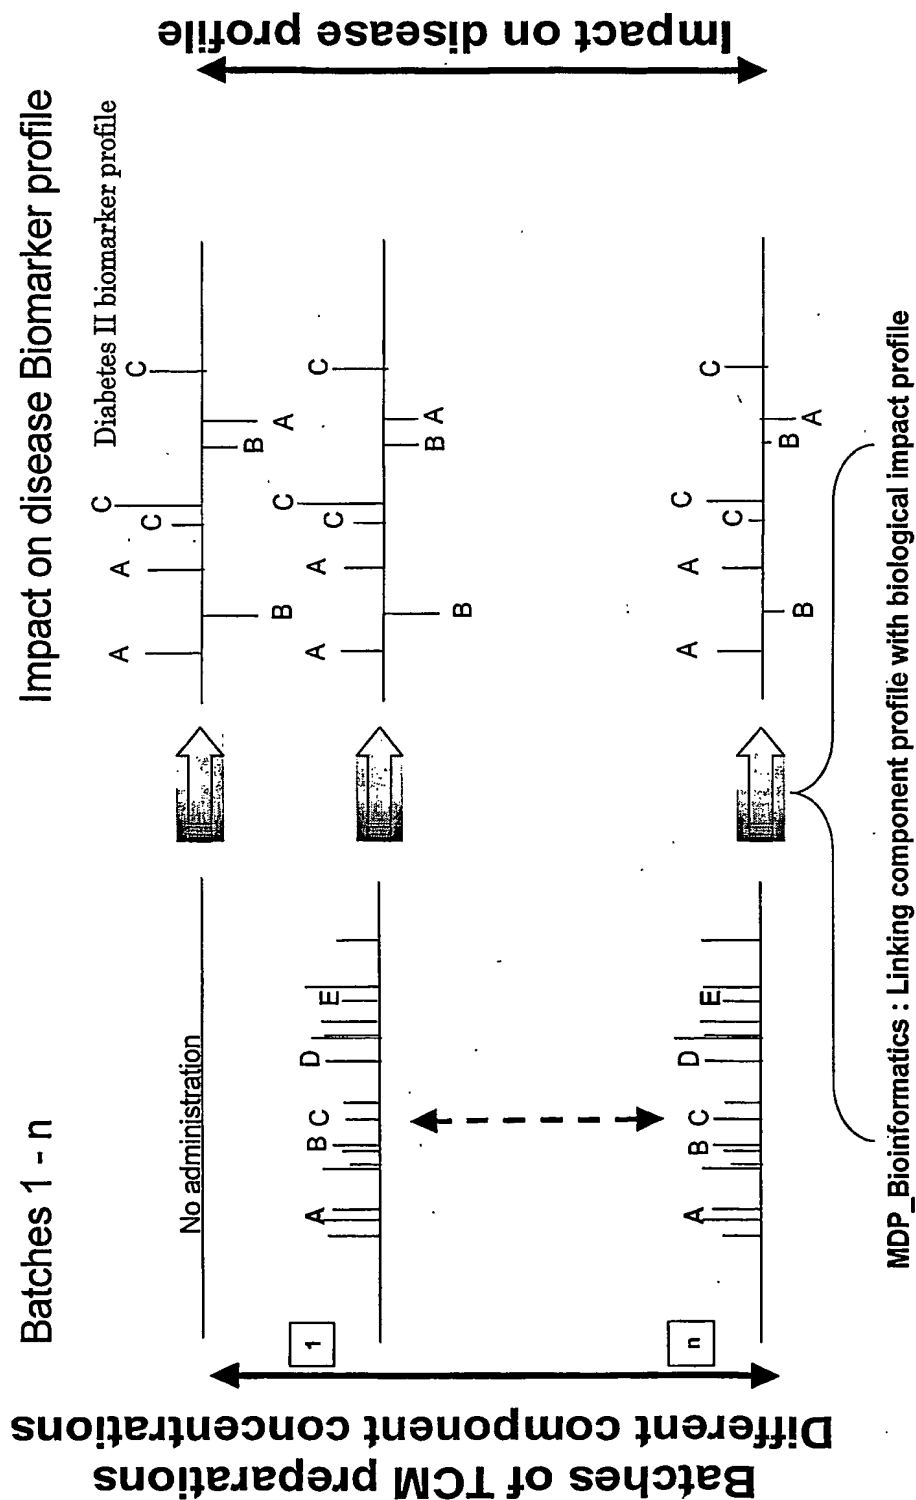 Batches 1 - n
Impact on disease Biomarker profile
Batches of TCM preparations
Different component concentrations
Impact on disease profile
No administration
Diabetes II biomarker profile
A B A C C B A C
1
A B C D E
A B A C C B A C
n
A B C D E
A B A C C B A C
MDP_Bioinformatics : Linking component profile with biological impact profile